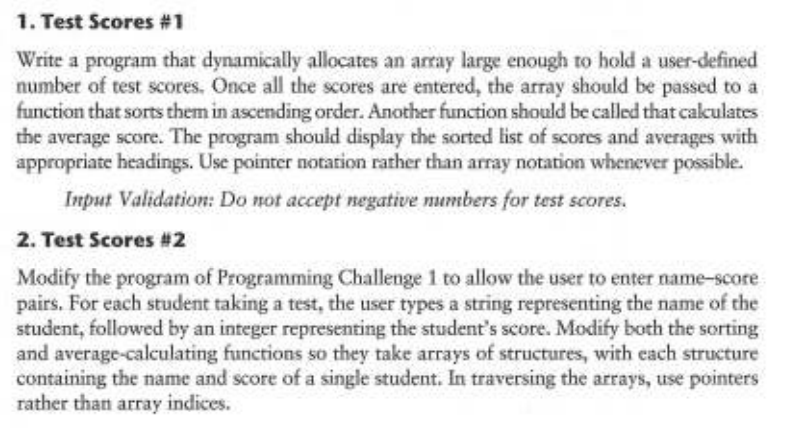 1. Test Scores #1
Write a program that dynamically allocates an array large enough to hold a user-defined
number of test scores. Once all the scores are entered, the array should be passed to a
function that sorts them in ascending order. Another function should be called that calculates
the average score. The program should display the sorted list of scores and averages with
appropriate headings. Use pointer notation rather than array notation whenever possible.
Input Validation: Do not accept negative numbers for test scores.
2. Test Scores #2
Modify the program of Programming Challenge 1 to allow the user to enter name–score
pairs. For each student taking a test, the user types a string representing the name of the
student, followed by an integer representing the student's score. Modify both the sorting
and average-calculating functions so they take arrays of structures, with each structure
containing the name and score of a single student. In traversing the arrays, use pointers
rather than array indices.